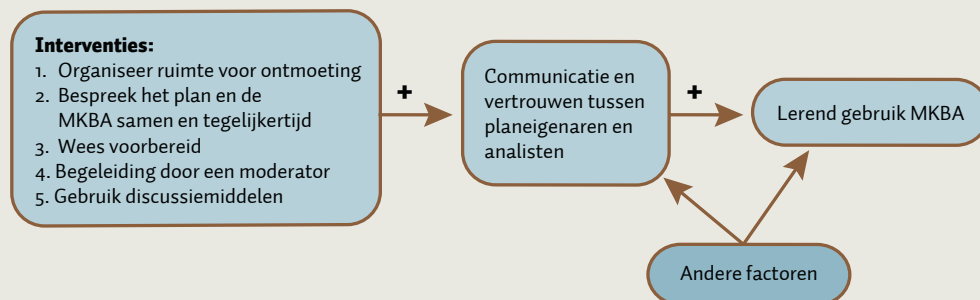 Interventies:
1. Organiseer ruimte voor ontmoeting
2. Bespreek het plan en de
MKBA samen en tegelijkertijd
3. Wees voorbereid
4. Begeleiding door een moderator
5. Gebruik discussiemiddelen
+
Communicatie en
vertrouwen tussen
planeigenaren en
analisten
+
Lerend gebruik MKBA
Andere factoren